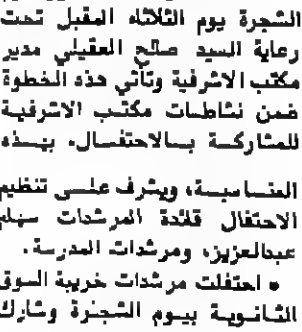 الشجرة يوم الثلاثاء المقبل تحت
رعاية السيد صالح العقيلي مدير
مكتب الاشرفية وتأتي هذه الخطوة
ضمن نشاطات مكتب الاشرفية
للمشاركة بالاحتفال. بهذه
المناسبة، ويشرف على تنظيم
الاحتفال قائدة المرشدات سهام
عبدالعزيز، ومرشدات المدرسة.
• احتفلت مرشدات خريبة السوق
الثانوية بيوم الشجرة وشارك